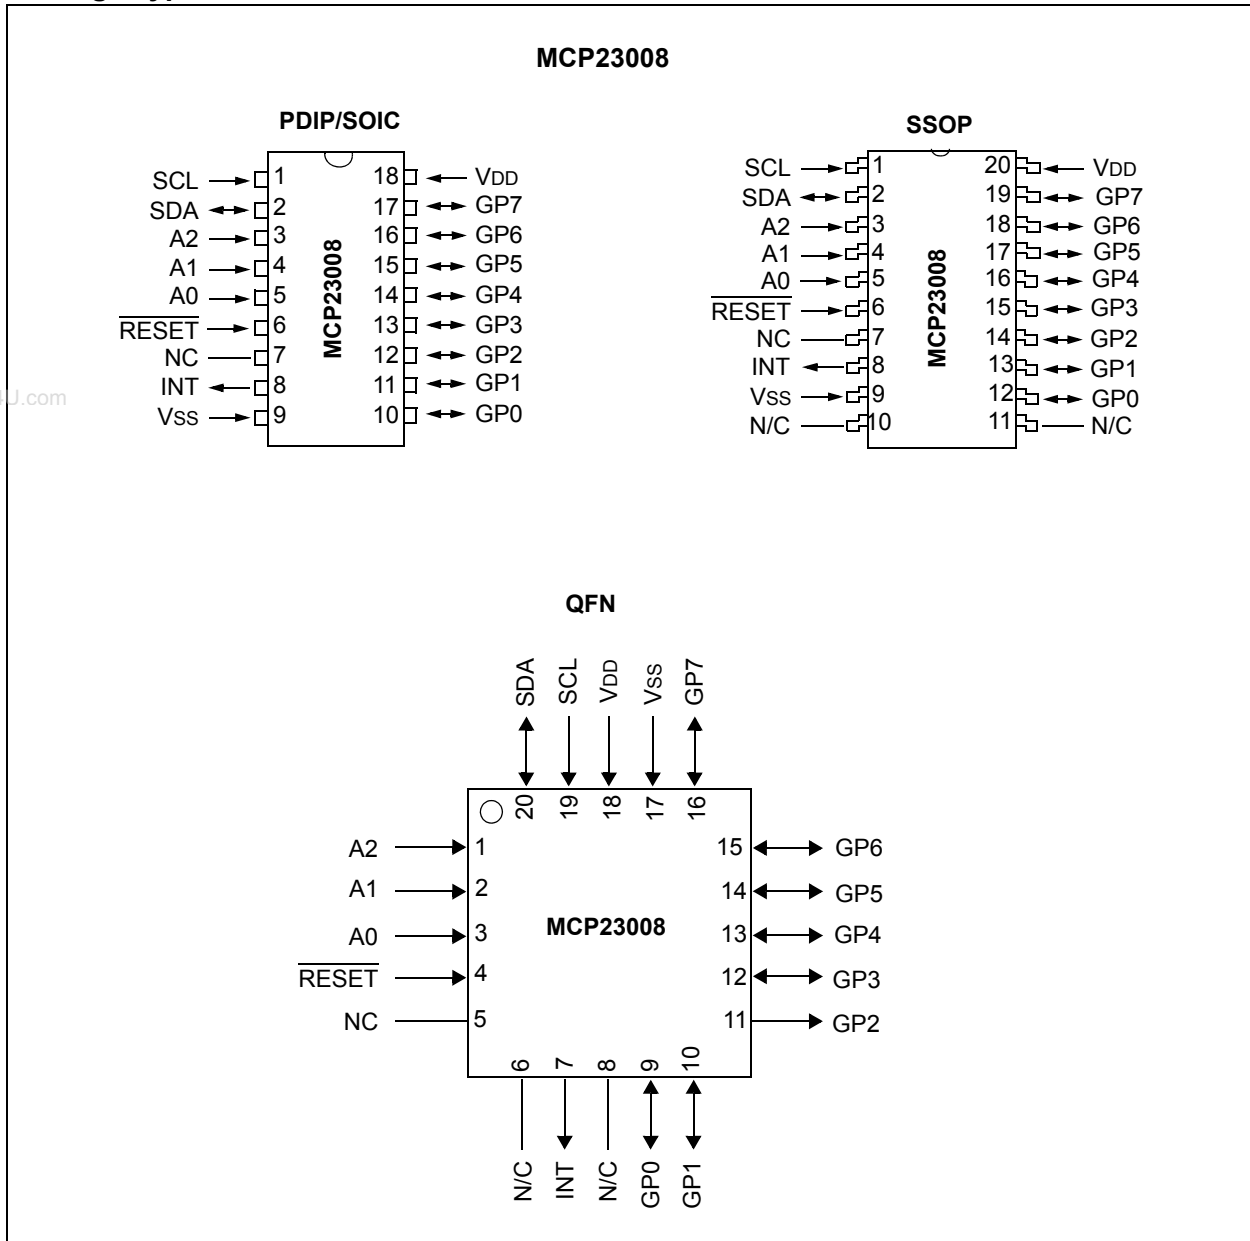 MCP23008
PDIP/SOIC
SCL 1 18 VDD
SDA 2 17 GP7
A2 3 16 GP6
A1 4 15 GP5
A0 5 14 GP4
RESET 6 13 GP3
NC 7 12 GP2
INT 8 11 GP1
VSS 9 10 GP0
MCP23008
SSOP
SCL 1 20 VDD
SDA 2 19 GP7
A2 3 18 GP6
A1 4 17 GP5
A0 5 16 GP4
RESET 6 15 GP3
NC 7 14 GP2
INT 8 13 GP1
VSS 9 12 GP0
N/C 10 11 N/C
MCP23008
U.com
QFN
SDA SCL VDD VSS GP7
20 19 18 17 16
A2 1 15 GP6
A1 2 14 GP5
A0 3 MCP23008 13 GP4
RESET 4 12 GP3
NC 5 11 GP2
6 7 8 9 10
N/C INT N/C GP0 GP1